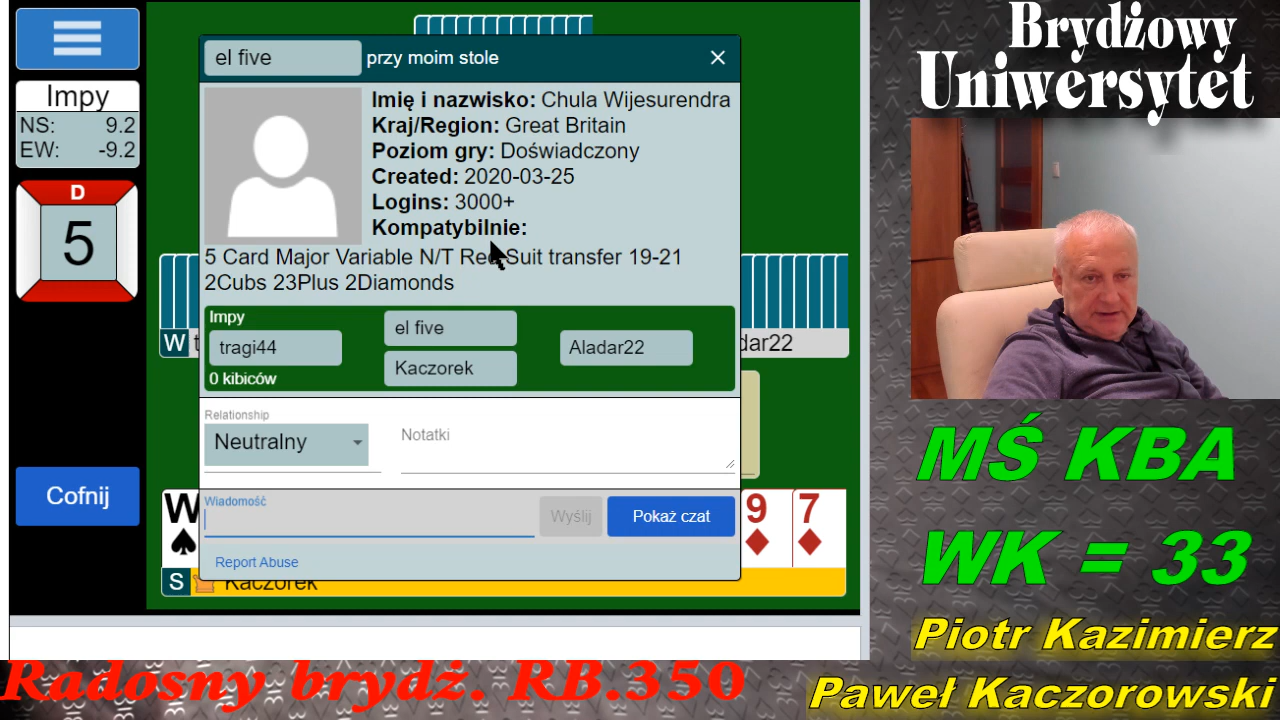 Impy
NS: 9.2
EW: -9.2
D
5
Cofnij
el five przy moim stole
Imię i nazwisko: Chula Wijesurendra
Kraj/Region: Great Britain
Poziom gry: Doświadczony
Created: 2020-03-25
Logins: 3000+
Kompatybilnie:
5 Card Major Variable N/T Red Suit transfer 19-21
2Cubs 23Plus 2Diamonds
Impy
el five
tragi44
Aladar22
Kaczorek
0 kibiców
W
dar22
Relationship
Neutralny
Notatki
Wiadomość
Wyślij
Pokaż czat
Report Abuse
W
9
7
S Kaczorek
Brydżowy
Uniwersytet
MŚ KBA
WK = 33
Piotr Kazimierz
Paweł Kaczorowski
Radosny brydż. RB.350